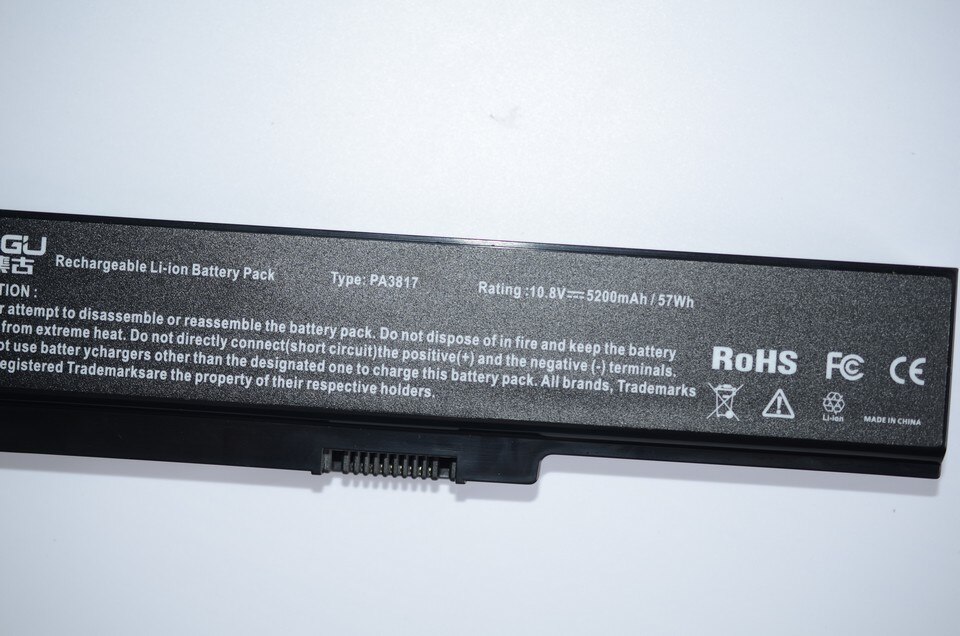 GU
古
Rechargeable Li-ion Battery Pack
Type: PA3817
Rating :10.8V⎓5200mAh / 57Wh
TION :
r attempt to disassemble or reassemble the battery pack. Do not dispose of in fire and keep the battery
from extreme heat. Do not directly connect(short circuit)the positive(+) and the negative (-) terminals.
ot use batter ychargers other than the designated one to charge this battery pack. All brands, Trademarks
egistered Trademarksare the property of their respective holders.
RoHS
FC
CE
Li-ion
MADE IN CHINA